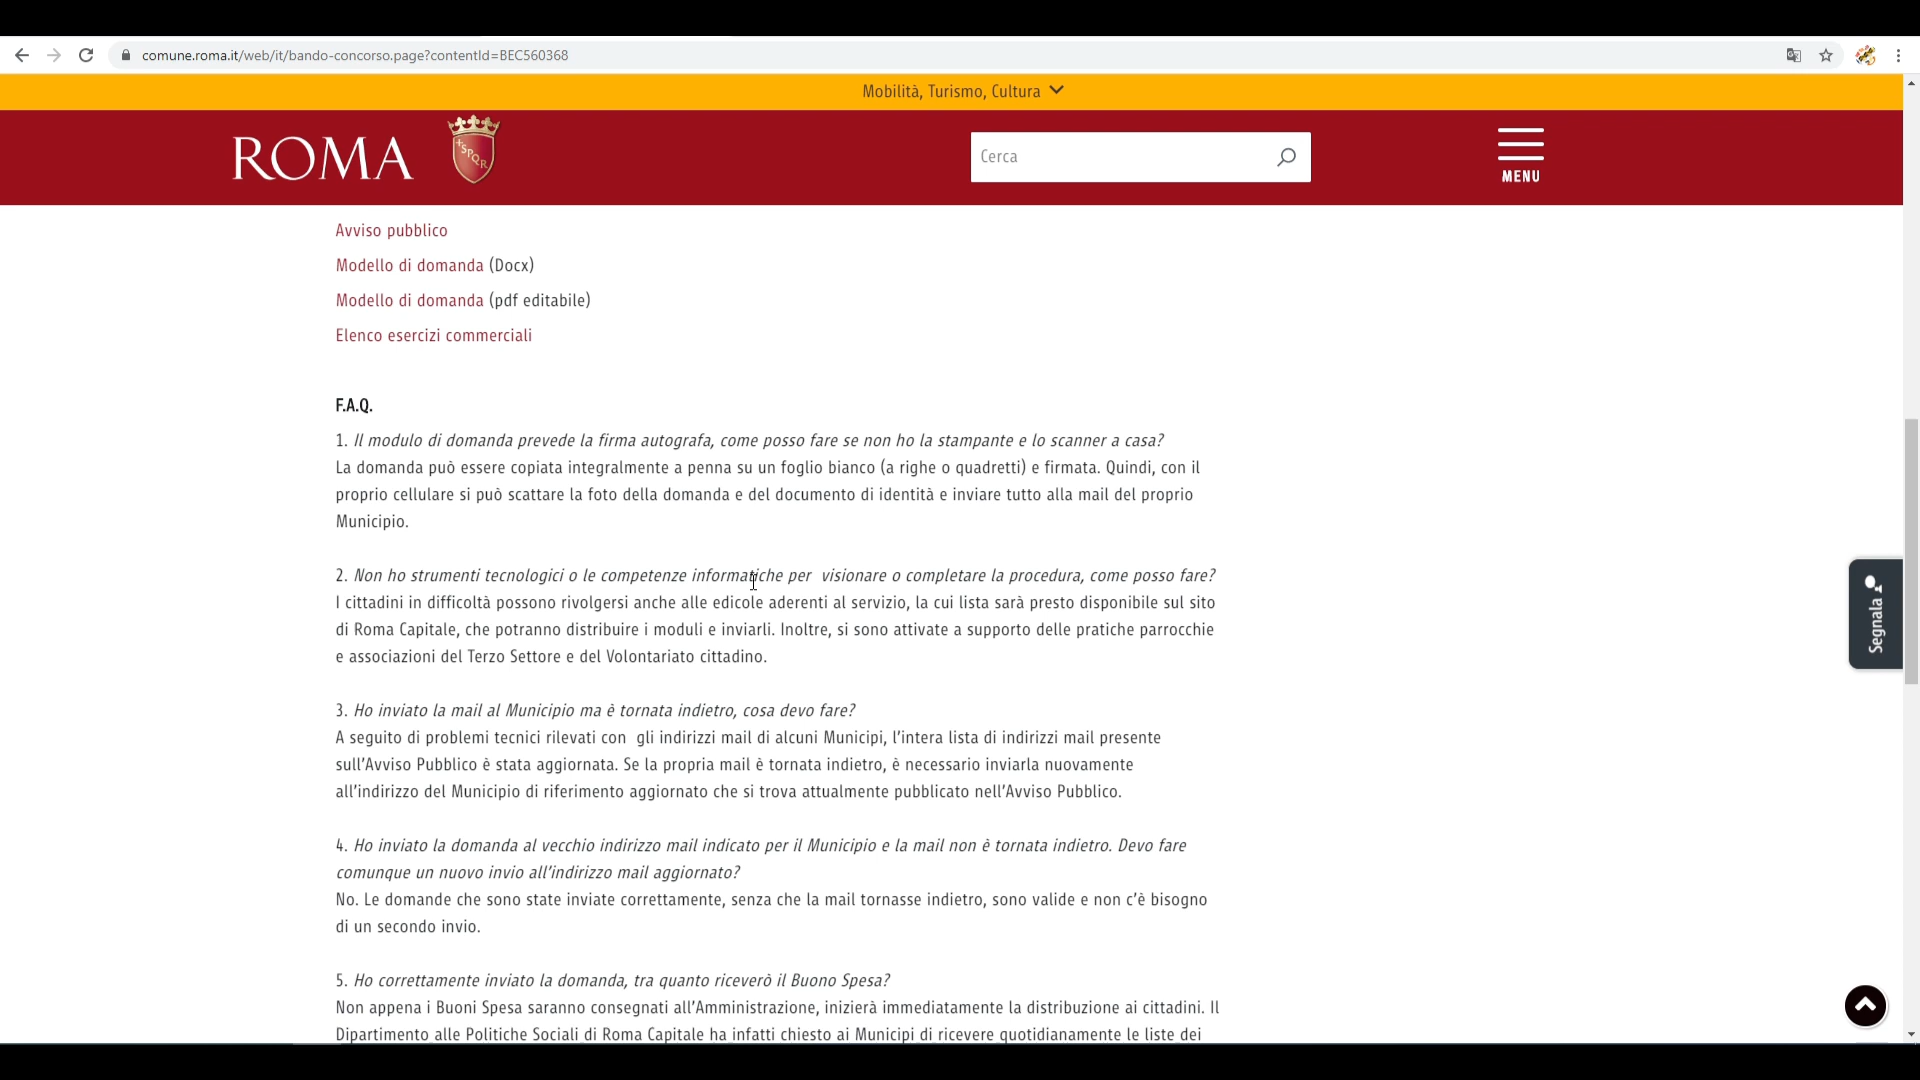 comune.roma.it/web/it/bando-concorso.page?contentId=BEC560368
Mobilità, Turismo, Cultura
ROMA
SPQR
Cerca
MENU
Avviso pubblico
Modello di domanda (Docx)
Modello di domanda (pdf editabile)
Elenco esercizi commerciali
F.A.Q.
1. Il modulo di domanda prevede la firma autografa, come posso fare se non ho la stampante e lo scanner a casa?
La domanda può essere copiata integralmente a penna su un foglio bianco (a righe o quadretti) e firmata. Quindi, con il
proprio cellulare si può scattare la foto della domanda e del documento di identità e inviare tutto alla mail del proprio
Municipio.
2. Non ho strumenti tecnologici o le competenze informatiche per  visionare o completare la procedura, come posso fare?
I cittadini in difficoltà possono rivolgersi anche alle edicole aderenti al servizio, la cui lista sarà presto disponibile sul sito
di Roma Capitale, che potranno distribuire i moduli e inviarli. Inoltre, si sono attivate a supporto delle pratiche parrocchie
e associazioni del Terzo Settore e del Volontariato cittadino.
3. Ho inviato la mail al Municipio ma è tornata indietro, cosa devo fare?
A seguito di problemi tecnici rilevati con  gli indirizzi mail di alcuni Municipi, l'intera lista di indirizzi mail presente
sull'Avviso Pubblico è stata aggiornata. Se la propria mail è tornata indietro, è necessario inviarla nuovamente
all'indirizzo del Municipio di riferimento aggiornato che si trova attualmente pubblicato nell'Avviso Pubblico.
4. Ho inviato la domanda al vecchio indirizzo mail indicato per il Municipio e la mail non è tornata indietro. Devo fare
comunque un nuovo invio all'indirizzo mail aggiornato?
No. Le domande che sono state inviate correttamente, senza che la mail tornasse indietro, sono valide e non c'è bisogno
di un secondo invio.
5. Ho correttamente inviato la domanda, tra quanto riceverò il Buono Spesa?
Non appena i Buoni Spesa saranno consegnati all'Amministrazione, inizierà immediatamente la distribuzione ai cittadini. Il
Dipartimento alle Politiche Sociali di Roma Capitale ha infatti chiesto ai Municipi di ricevere quotidianamente le liste dei
Segnala